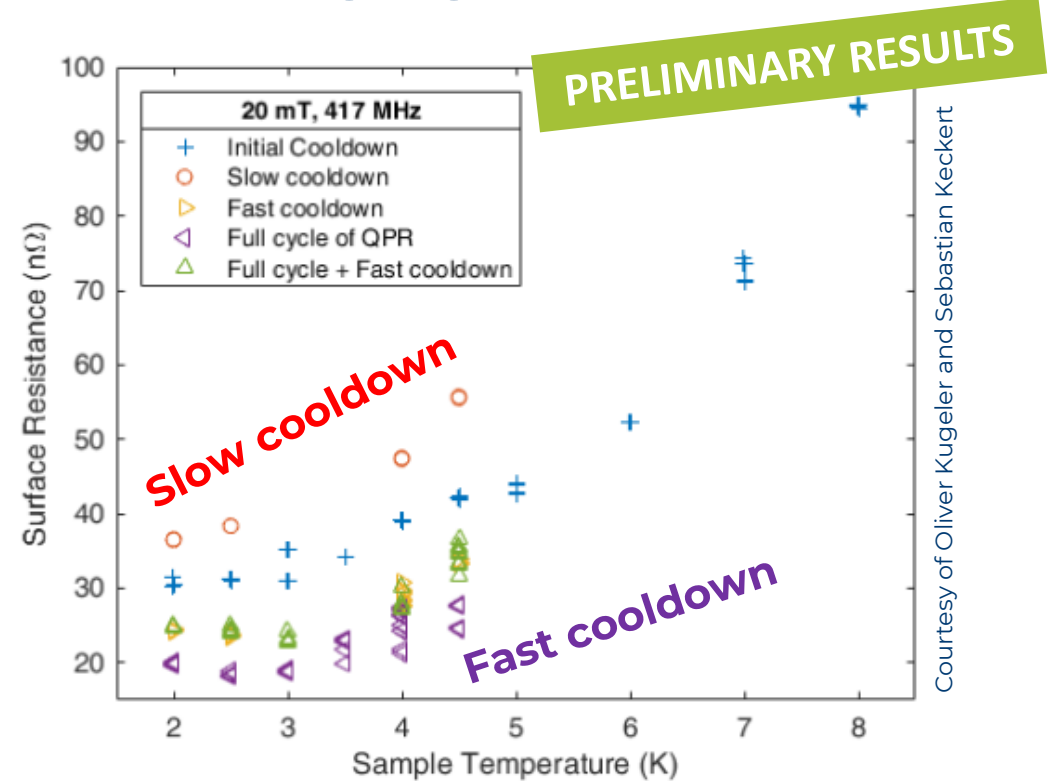 PRELIMINARY RESULTS
100
90
80
70
60
50
40
30
20
Surface Resistance (nΩ)
20 mT, 417 MHz
Initial Cooldown
Slow cooldown
Fast cooldown
Full cycle of QPR
Full cycle + Fast cooldown
Slow cooldown
Fast cooldown
2 3 4 5 6 7 8
Sample Temperature (K)
Courtesy of Oliver Kugeler and Sebastian Keckert